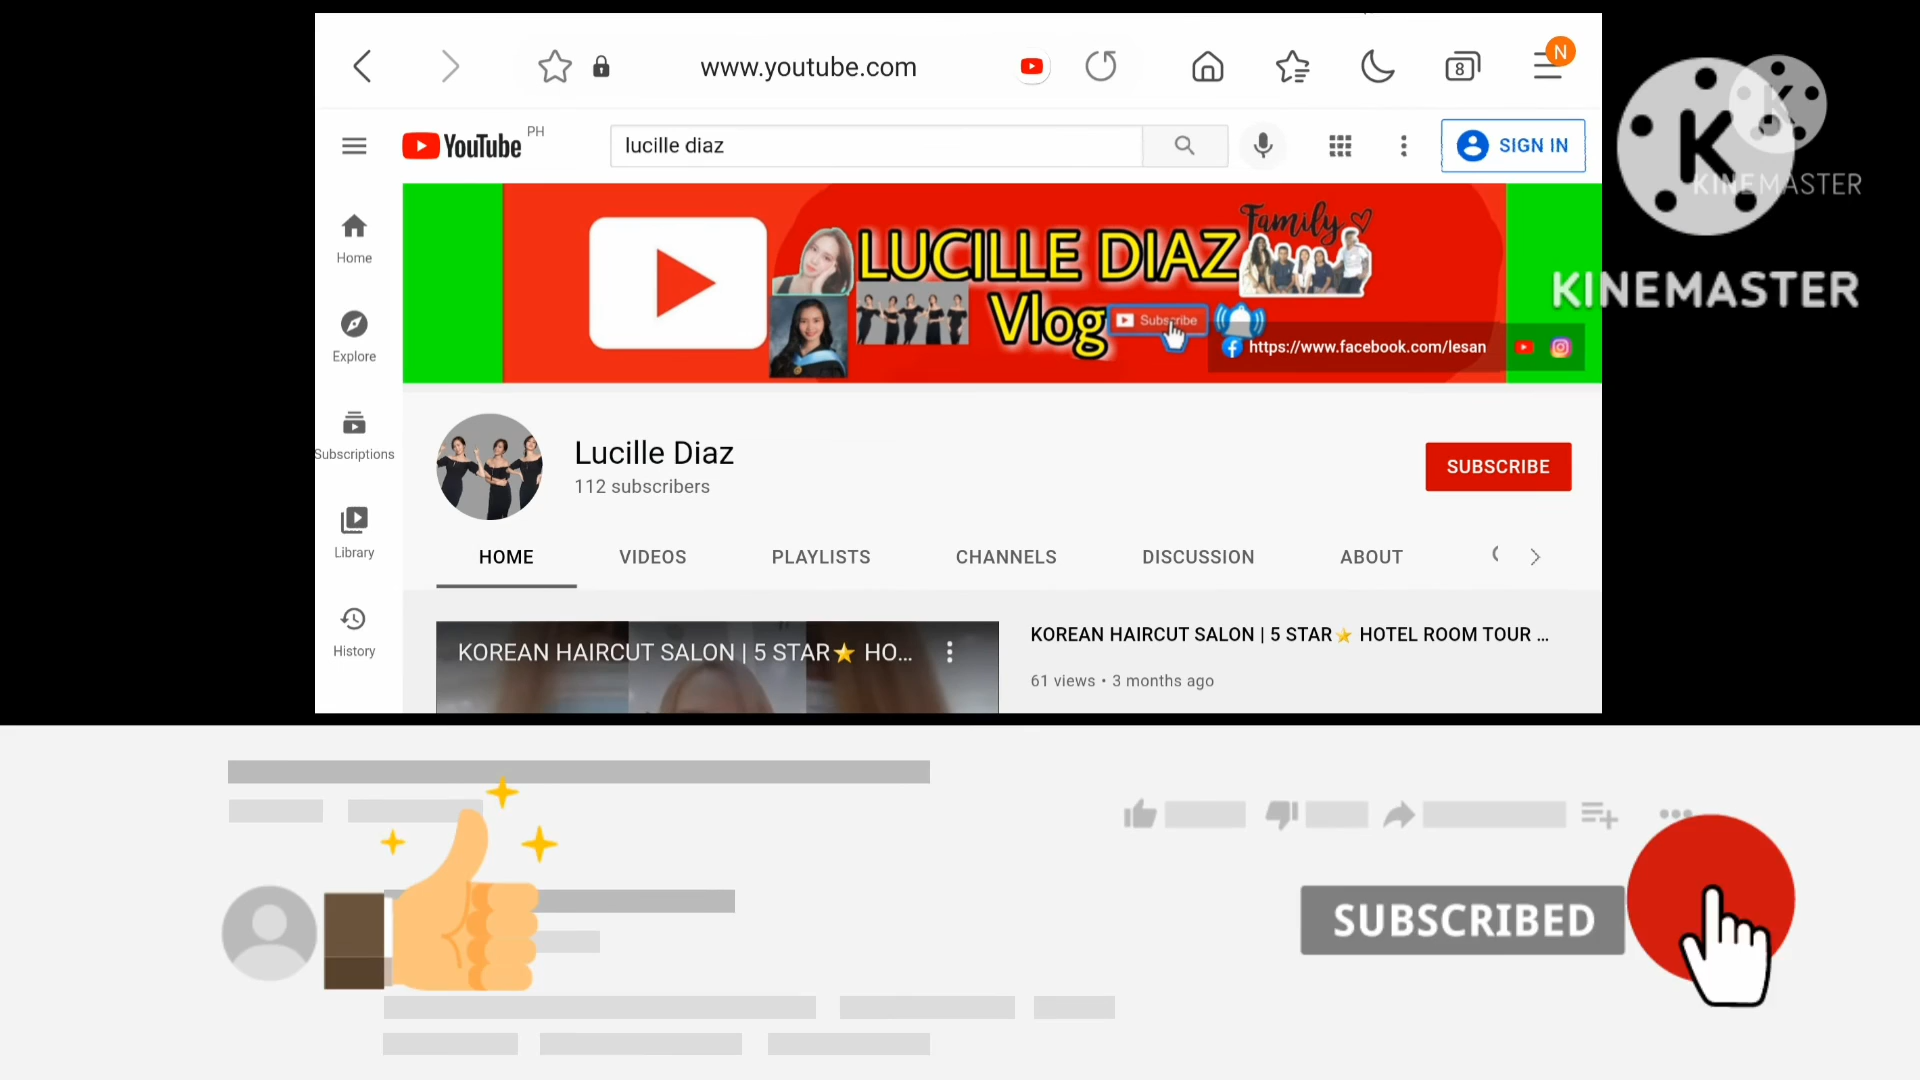 www.youtube.com
8
N
YouTube PH
lucille diaz
SIGN IN
KINEMASTER
KINEMASTER
Home
Explore
Subscriptions
Library
History
LUCILLE DIAZ
Family
Vlog
Subscribe
https://www.facebook.com/lesan
Lucille Diaz
112 subscribers
SUBSCRIBE
HOME VIDEOS PLAYLISTS CHANNELS DISCUSSION ABOUT
KOREAN HAIRCUT SALON | 5 STAR⭐ HO...
KOREAN HAIRCUT SALON | 5 STAR⭐ HOTEL ROOM TOUR ...
61 views • 3 months ago
SUBSCRIBED